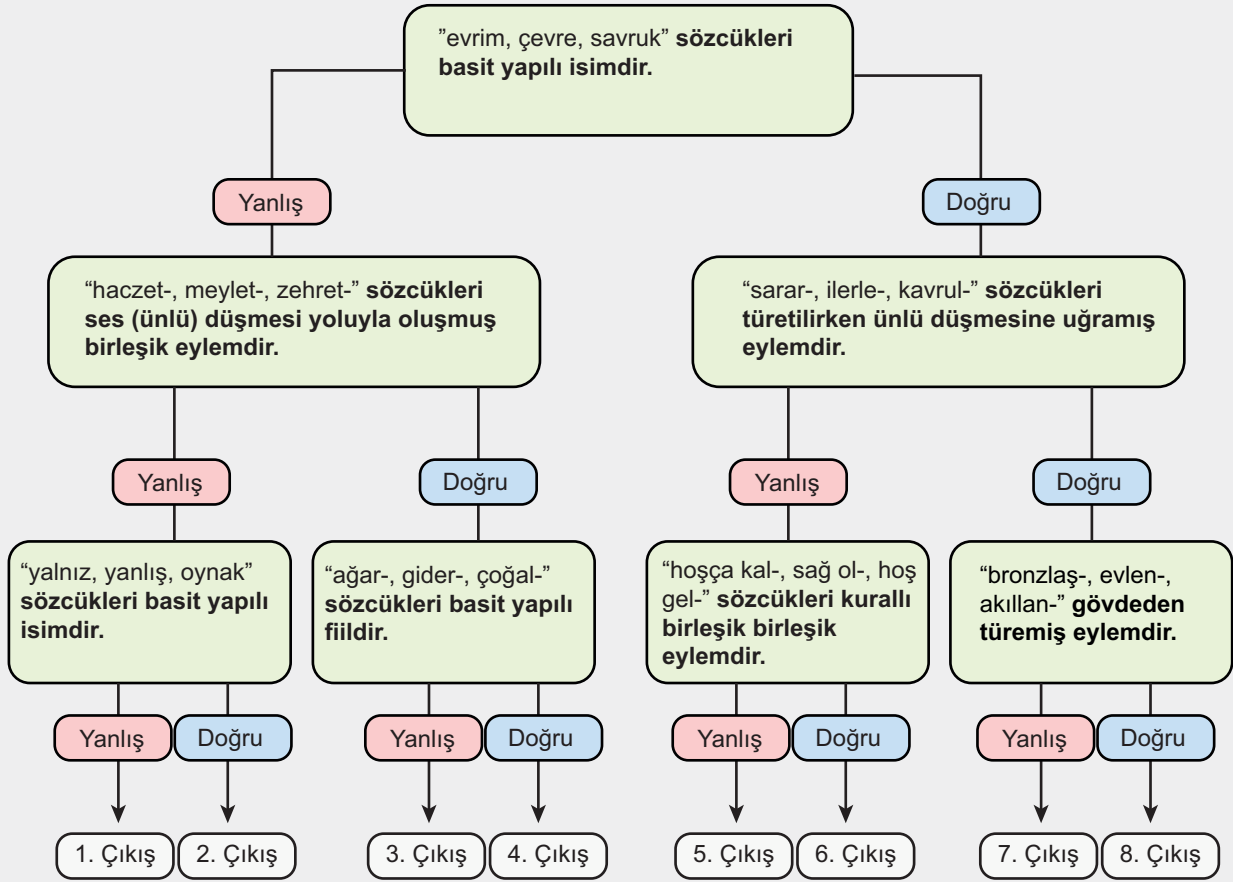 ”evrim, çevre, savruk” sözcükleri
basit yapılı isimdir.
Yanlış
Doğru
“haczet-, meylet-, zehret-” sözcükleri
ses (ünlü) düşmesi yoluyla oluşmuş
birleşik eylemdir.
“sarar-, ilerle-, kavrul-” sözcükleri
türetilirken ünlü düşmesine uğramış
eylemdir.
Yanlış
Doğru
Yanlış
Doğru
“yalnız, yanlış, oynak”
sözcükleri basit yapılı
isimdir.
“ağar-, gider-, çoğal-”
sözcükleri basit yapılı
fiildir.
“hoşça kal-, sağ ol-, hoş
gel-” sözcükleri kurallı
birleşik birleşik
eylemdir.
“bronzlaş-, evlen-,
akıllan-” gövdeden
türemiş eylemdir.
Yanlış
Doğru
Yanlış
Doğru
Yanlış
Doğru
Yanlış
Doğru
1. Çıkış
2. Çıkış
3. Çıkış
4. Çıkış
5. Çıkış
6. Çıkış
7. Çıkış
8. Çıkış